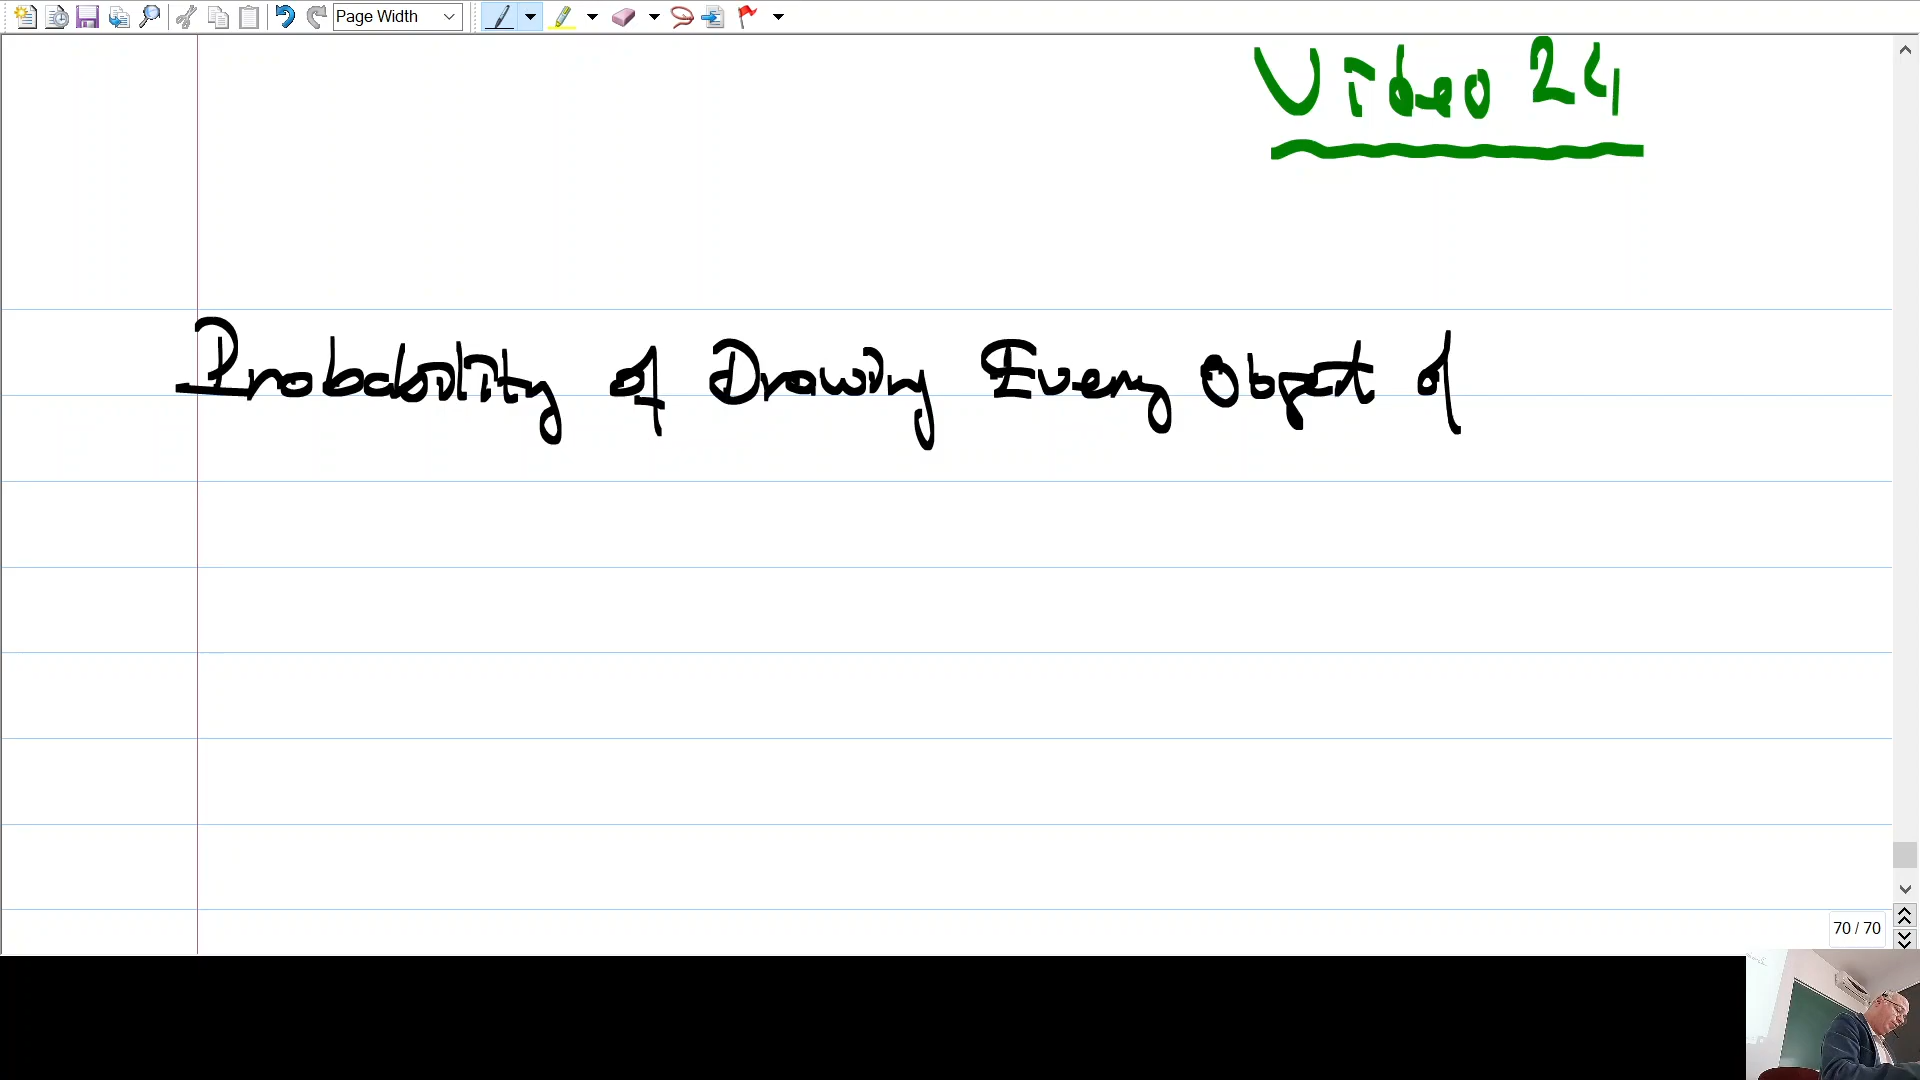 Page Width
Video 24
Probability of Drawing Every Object of
70 / 70